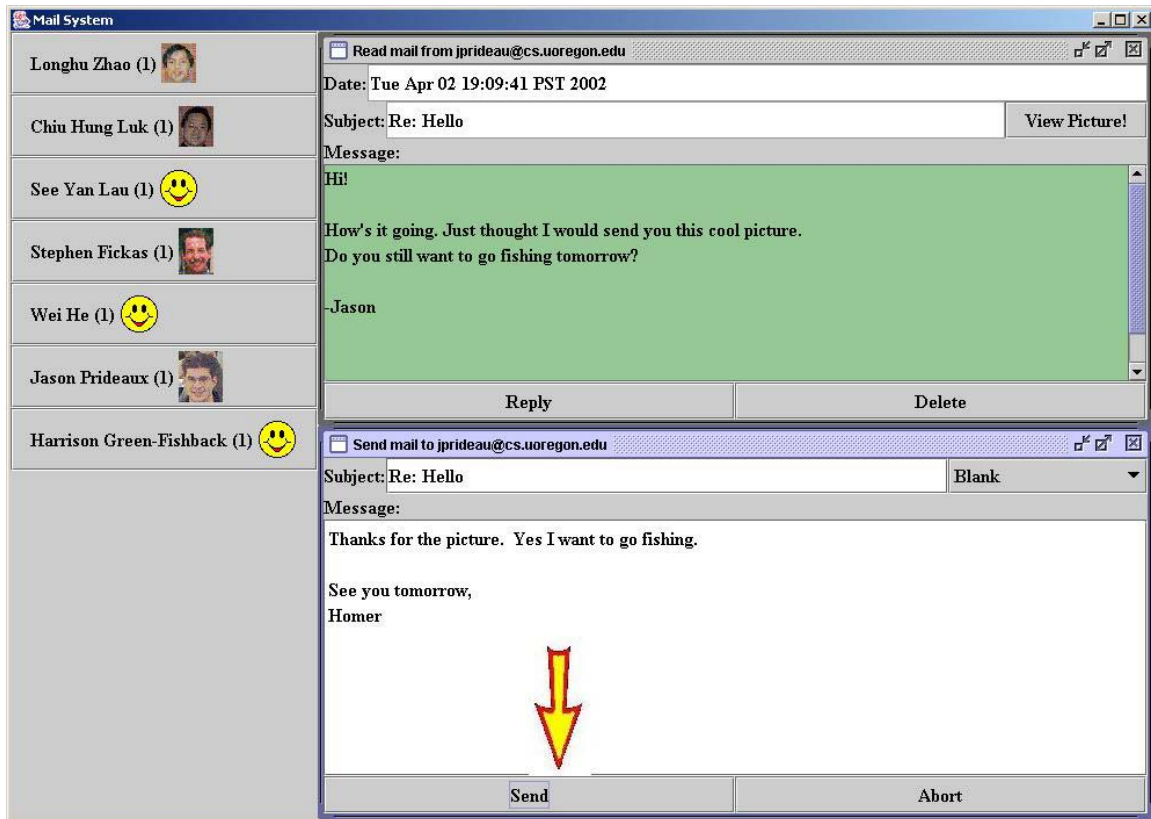 Mail System
Longhu Zhao (1)
Chiu Hung Luk (1)
See Yan Lau (1)
Stephen Fickas (1)
Wei He (1)
Jason Prideaux (1)
Harrison Green-Fishback (1)
Read mail from jprideau@cs.uoregon.edu
Date: Tue Apr 02 19:09:41 PST 2002
Subject: Re: Hello View Picture!
Message:
Hi!
How's it going. Just thought I would send you this cool picture.
Do you still want to go fishing tomorrow?
-Jason
Reply Delete
Send mail to jprideau@cs.uoregon.edu
Subject: Re: Hello Blank
Message:
Thanks for the picture.  Yes I want to go fishing.
See you tomorrow,
Homer
Send Abort